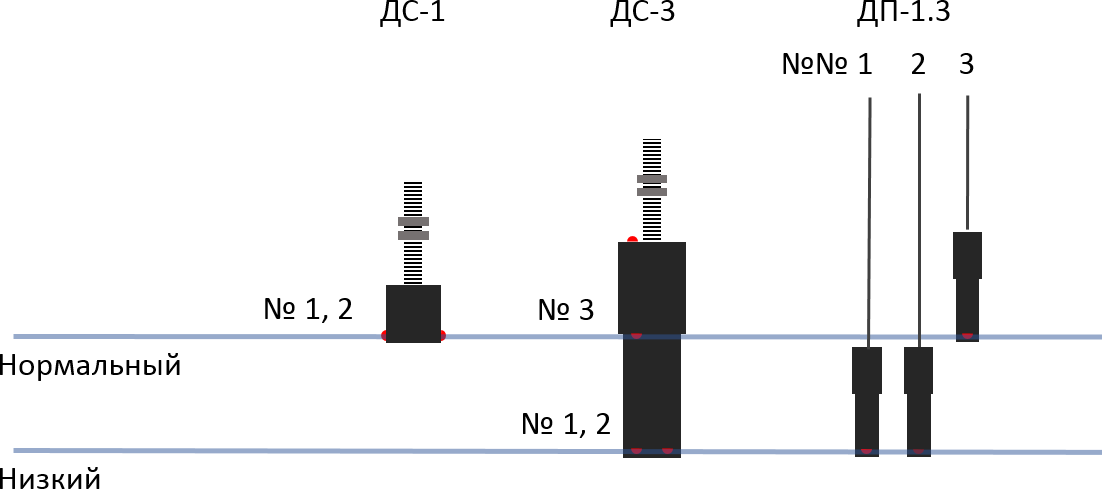 ДС-1 ДС-3 ДП-1.3
№№ 1 2 3
№ 1, 2 № 3
Нормальный
№ 1, 2
Низкий